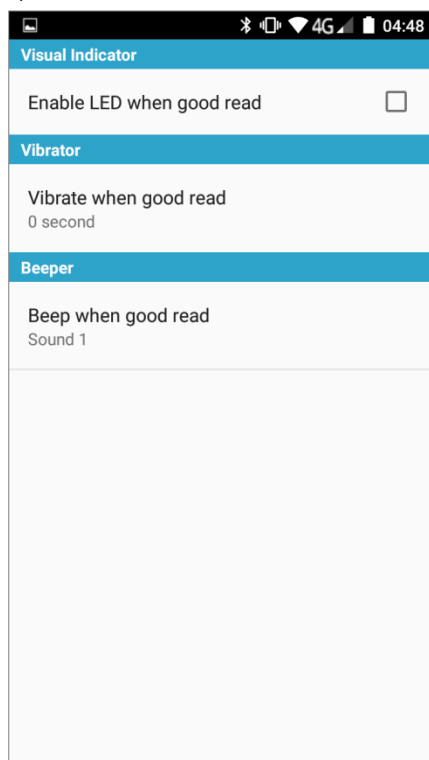 4G 04:48
Visual Indicator
Enable LED when good read
Vibrator
Vibrate when good read
0 second
Beeper
Beep when good read
Sound 1